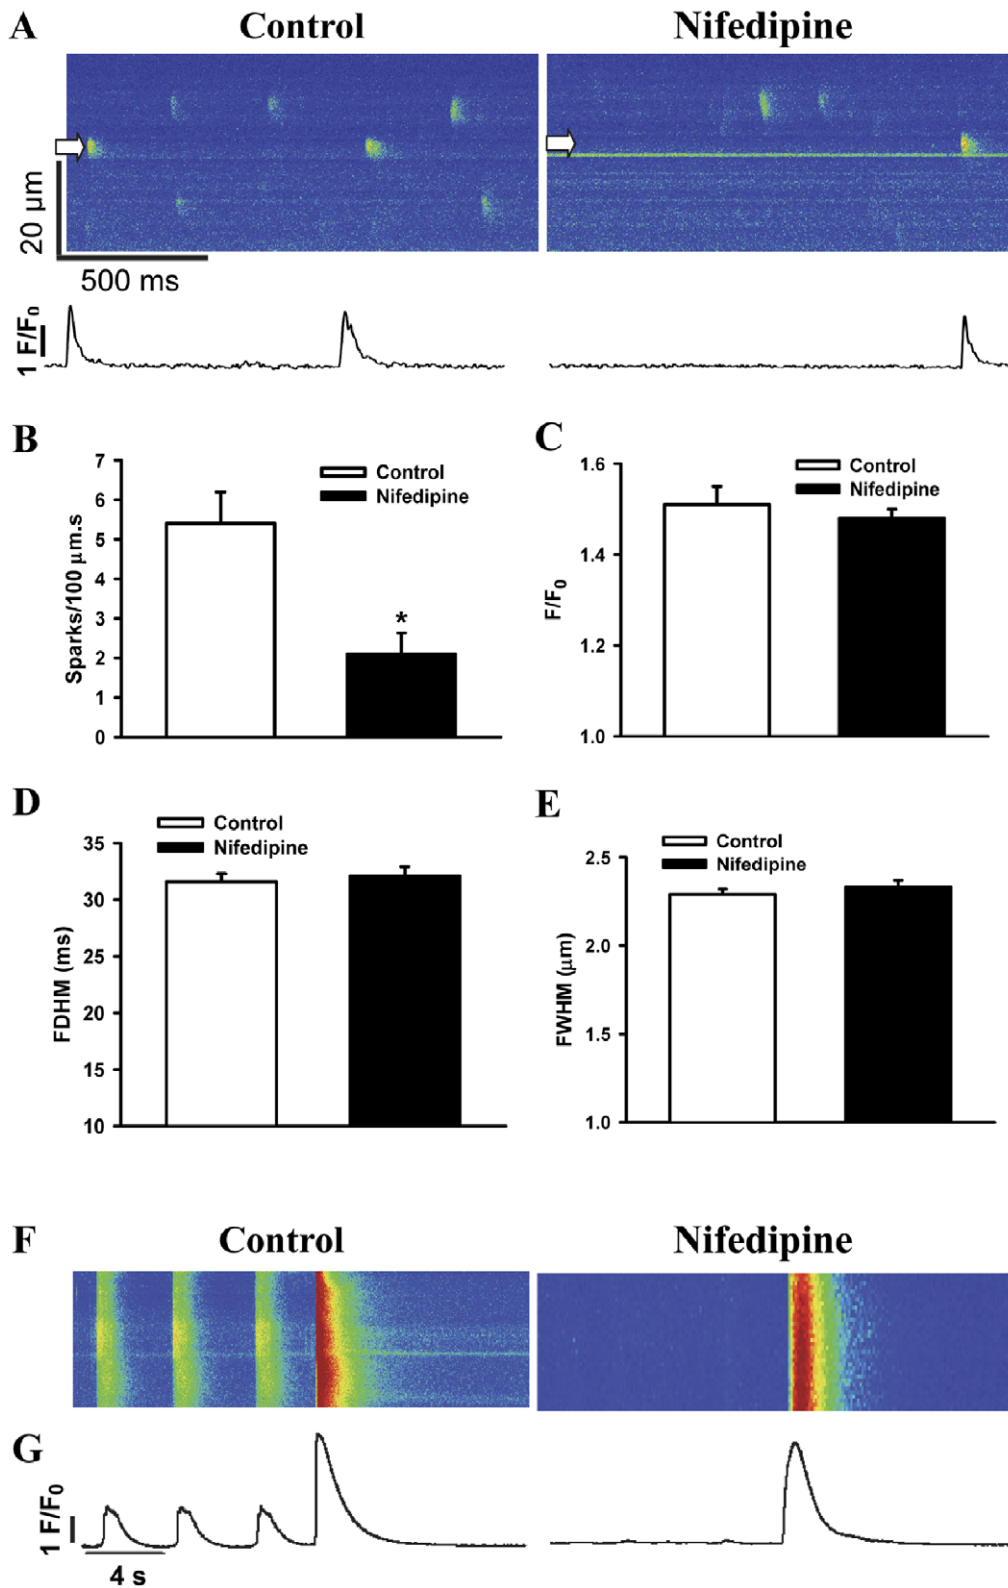 A
Control
Nifedipine
20 µm
500 ms
1 F/F0
B
7
6
5
4
3
2
1
0
Sparks/100 µm.s
Control
Nifedipine
*
C
1.6
1.4
1.2
1.0
F/F0
Control
Nifedipine
D
35
30
25
20
15
10
FDHM (ms)
Control
Nifedipine
E
2.5
2.0
1.5
1.0
FWHM (µm)
Control
Nifedipine
F
Control
Nifedipine
G
1 F/F0
4 s